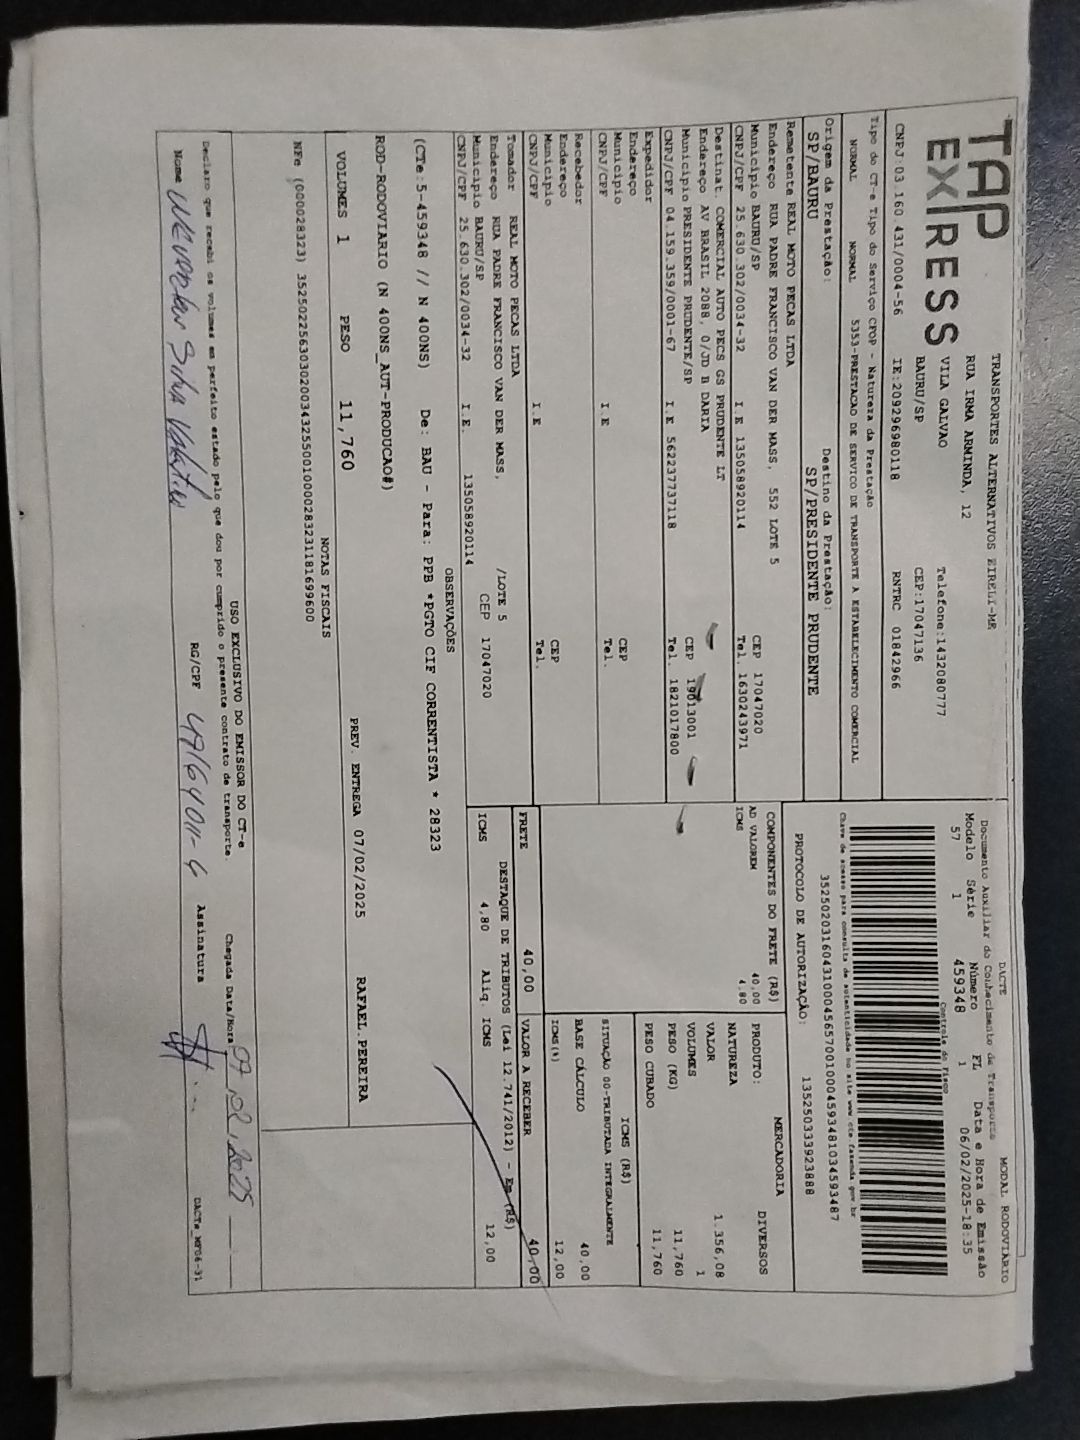 TAP
EXPRESS
TRANSPORTES ALTERNATIVOS EIRELI-ME
RUA IRMA ARMINDA, 12
VILA GALVAO Telefone:1432080777
BAURU/SP CEP:17047136
CNPJ:03.160.431/0004-56 IE:209296980118 RNTRC 01842966
DACTE MODAL RODOVIÁRIO
Documento Auxiliar do Conhecimento de Transporte
Modelo Série Número FL Data e Hora de Emissão
57 1 459348 1 06/02/2025-18:35
Controle do Fisco
Chave de acesso para consulta de autenticidade no site www.cte.fazenda.gov.br
35250203160431000456570010004593481034593487
PROTOCOLO DE AUTORIZAÇÃO: 135250333923888
Tipo do CT-e Tipo do Serviço CFOP - Natureza da Prestação
NORMAL NORMAL 5353-PRESTACAO DE SERVICO DE TRANSPORTE A ESTABELECIMENTO COMERCIAL
Origem da Prestação: Destino da Prestação:
SP/BAURU SP/PRESIDENTE PRUDENTE
Remetente REAL MOTO PECAS LTDA
Endereço RUA PADRE FRANCISCO VAN DER MASS, 552 LOTE 5
Município BAURU/SP CEP 17047020
CNPJ/CPF 25.630.302/0034-32 I.E 135058920114 Tel. 1630243971
Destinat. COMERCIAL AUTO PECS GS PRUDENTE LT
Endereço AV BRASIL 2088, 0/JD B DARIA
Município PRESIDENTE PRUDENTE/SP CEP 19013001
CNPJ/CPF 04.159.359/0001-67 I.E 562237737118 Tel. 1821017800
Expedidor
Endereço
Município CEP
CNPJ/CPF I.E Tel.
Recebedor
Endereço
Município CEP
CNPJ/CPF I.E Tel.
Tomador REAL MOTO PECAS LTDA
Endereço RUA PADRE FRANCISCO VAN DER MASS, /LOTE 5
Município BAURU/SP CEP 17047020
CNPJ/CPF 25.630.302/0034-32 I.E. 135058920114
COMPONENTES DO FRETE (R$)
AD VALOREM 40,00
ICMS 4,80
MERCADORIA
PRODUTO: DIVERSOS
NATUREZA
VALOR 1.356,08
VOLUMES 1
PESO (KG) 11,760
PESO CUBADO 11,760
ICMS (R$)
SITUAÇÃO 00-TRIBUTADA INTEGRALMENTE
BASE CÁLCULO 40,00
ICMS(%) 12,00
FRETE 40,00 VALOR A RECEBER 40,00
DESTAQUE DE TRIBUTOS (Lei 12.741/2012) - Em (R$)
ICMS 4,80 Aliq. ICMS 12,00
OBSERVAÇÕES
(CTe:5-459348 // N 400NS) De: BAU - Para: PPB *PGTO CIF CORRENTISTA * 28323
ROD-RODOVIARIO (N 400NS_AUT-PRODUCAO#)
VOLUMES 1 PESO 11,760 PREV. ENTREGA 07/02/2025 RAFAEL.PEREIRA
NOTAS FISCAIS
NFe (000028323) 35250225630302003432550010000283231181699600
USO EXCLUSIVO DO EMISSOR DO CT-e
Declaro que recebi os volumes em perfeito estado pelo que dou por cumprido o presente contrato de transporte. Chegada Data/Hora 07,02,2025
Nome Silva RG/CPF Assinatura
DACTe_MF06-31